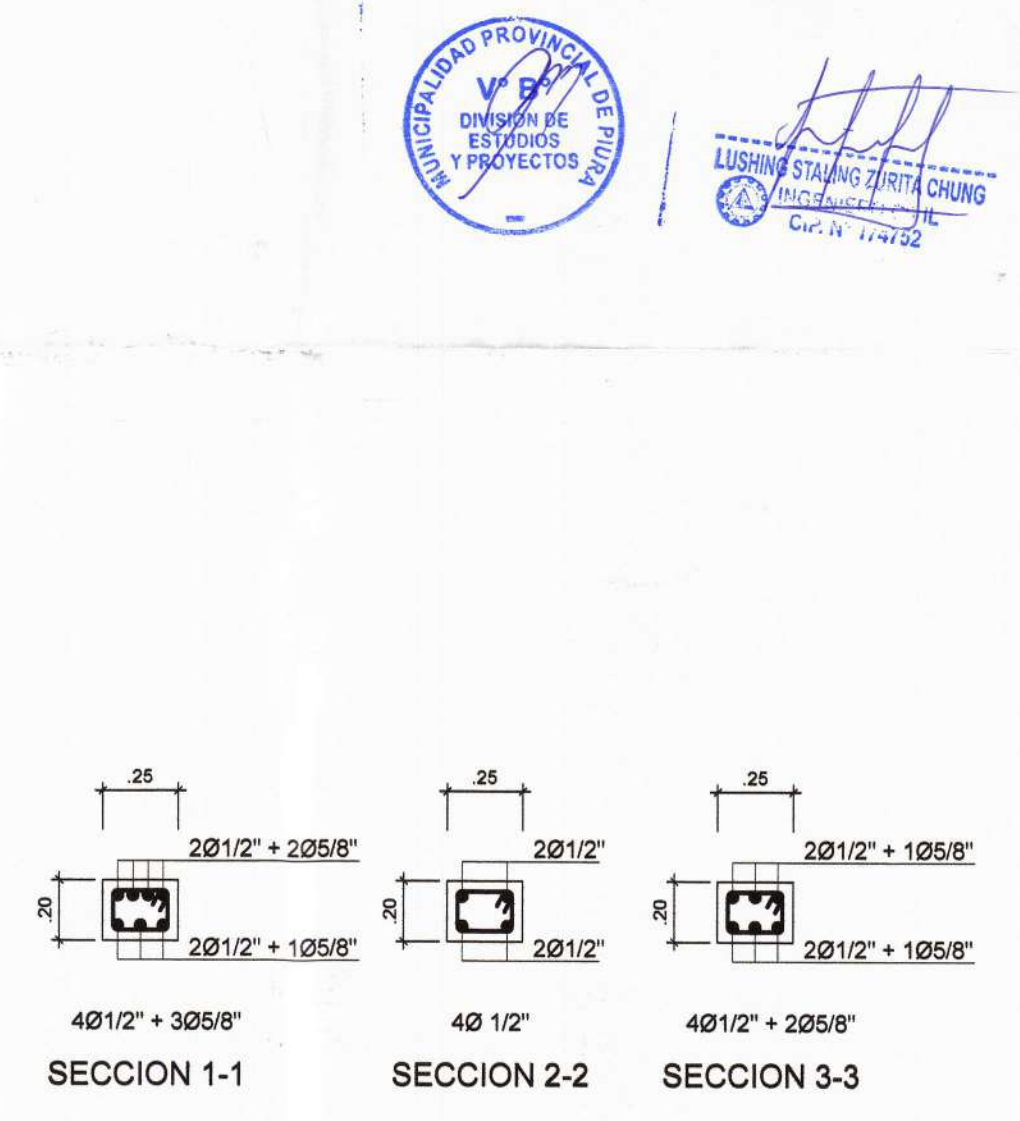 MUNICIPALIDAD PROVINCIAL DE PIURA
V° B°
DIVISIÓN DE
ESTUDIOS
Y PROYECTOS
LUSHING STALING ZURITA CHUNG
CIP. N° 174752
.25
.20
2Ø1/2" + 2Ø5/8"
2Ø1/2" + 1Ø5/8"
4Ø1/2" + 3Ø5/8"
SECCION 1-1
.25
.20
2Ø1/2"
2Ø1/2"
4Ø 1/2"
SECCION 2-2
.25
.20
2Ø1/2" + 1Ø5/8"
2Ø1/2" + 1Ø5/8"
4Ø1/2" + 2Ø5/8"
SECCION 3-3